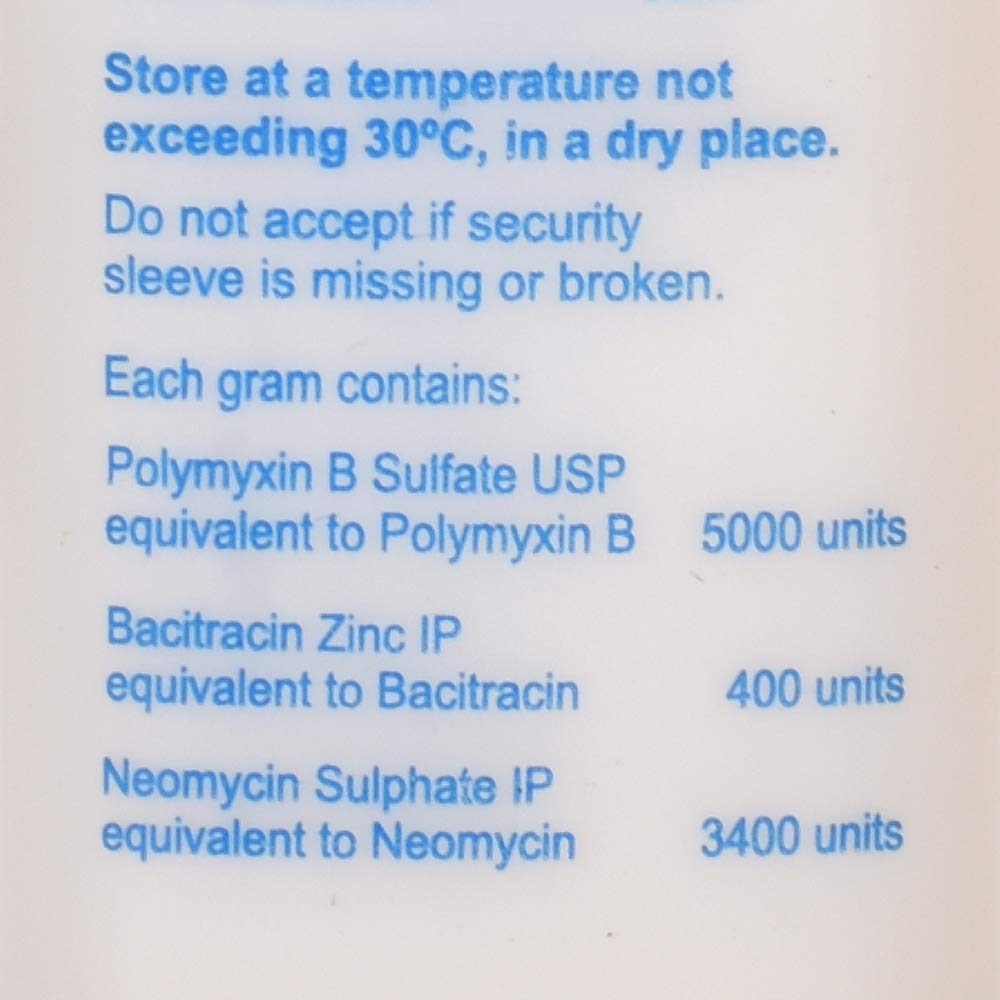 Store at a temperature not
exceeding 30ºC, in a dry place.
Do not accept if security
sleeve is missing or broken.
Each gram contains:
Polymyxin B Sulfate USP
equivalent to Polymyxin B 5000 units
Bacitracin Zinc IP
equivalent to Bacitracin 400 units
Neomycin Sulphate IP
equivalent to Neomycin 3400 units